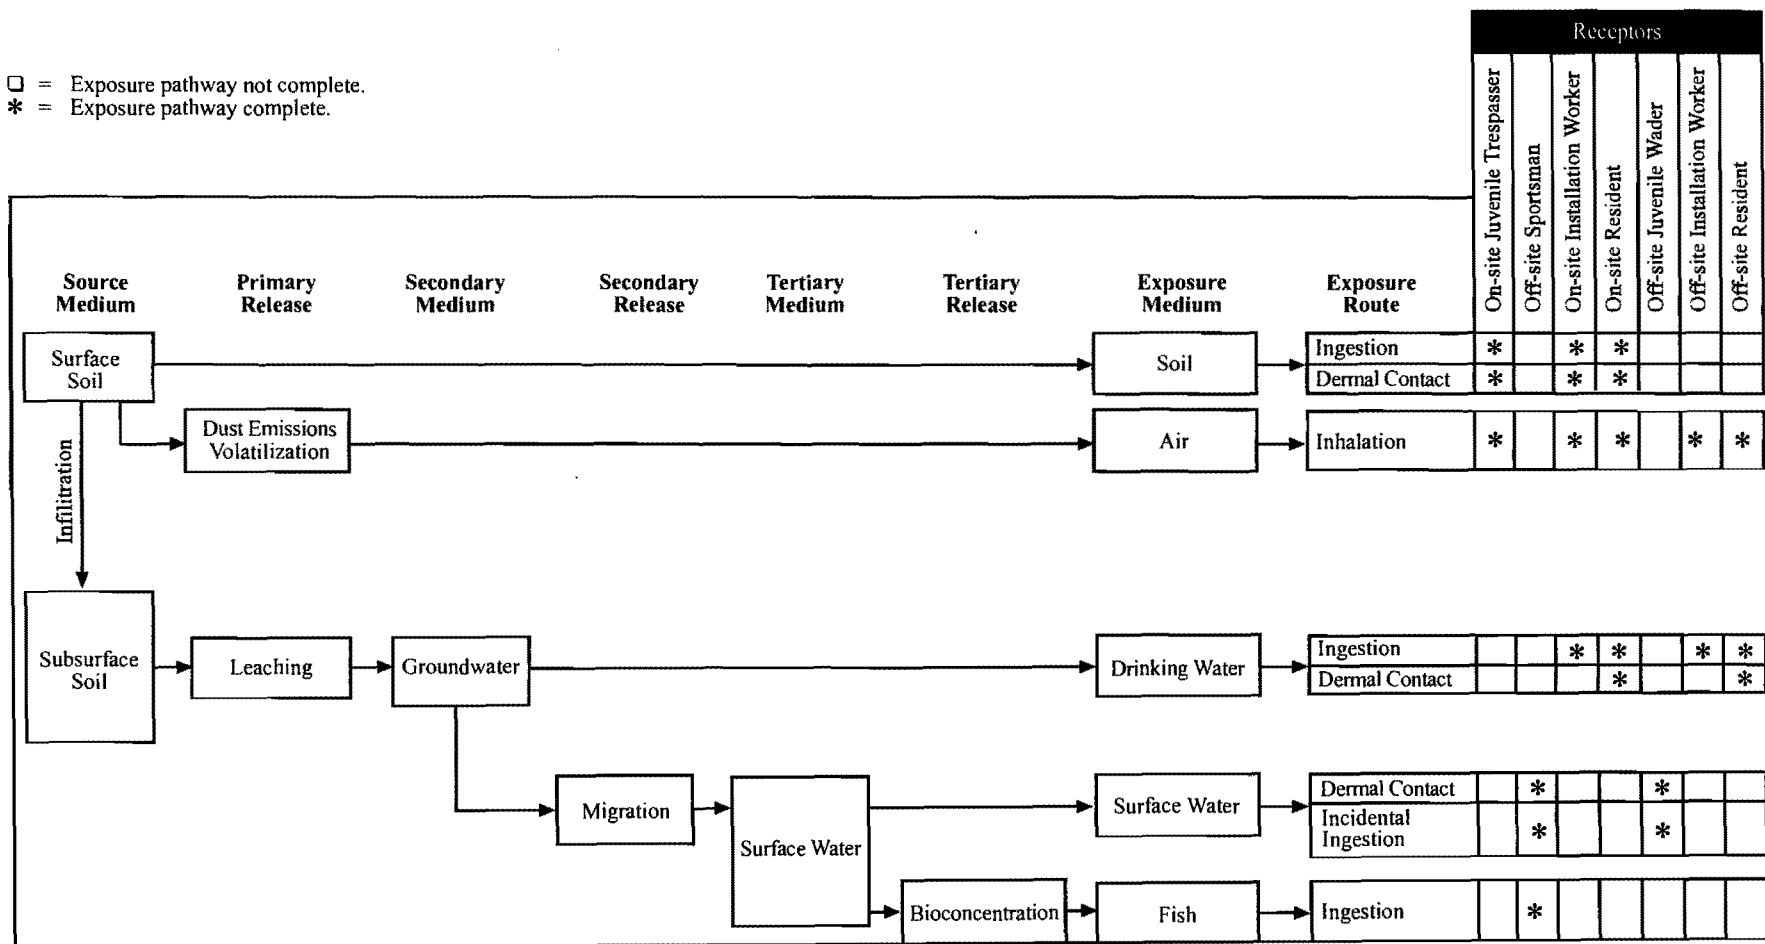 Receptors
❏ = Exposure pathway not complete.
* = Exposure pathway complete.
On-site Juvenile Trespasser
Off-site Sportsman
On-site Installation Worker
On-site Resident
Off-site Juvenile Wader
Off-site Installation Worker
Off-site Resident
Source Medium
Primary Release
Secondary Medium
Secondary Release
Tertiary Medium
Tertiary Release
Exposure Medium
Exposure Route
Surface
Soil
Soil
Ingestion * * *
Dermal Contact * * *
Dust Emissions
Volatilization
Air
Inhalation * * * * *
Infilitration
Subsurface
Soil
Leaching
Groundwater
Drinking Water
Ingestion * * * *
Dermal Contact * *
Migration
Surface Water
Surface Water
Dermal Contact * *
Incidental
Ingestion * *
Bioconcentration
Fish
Ingestion *